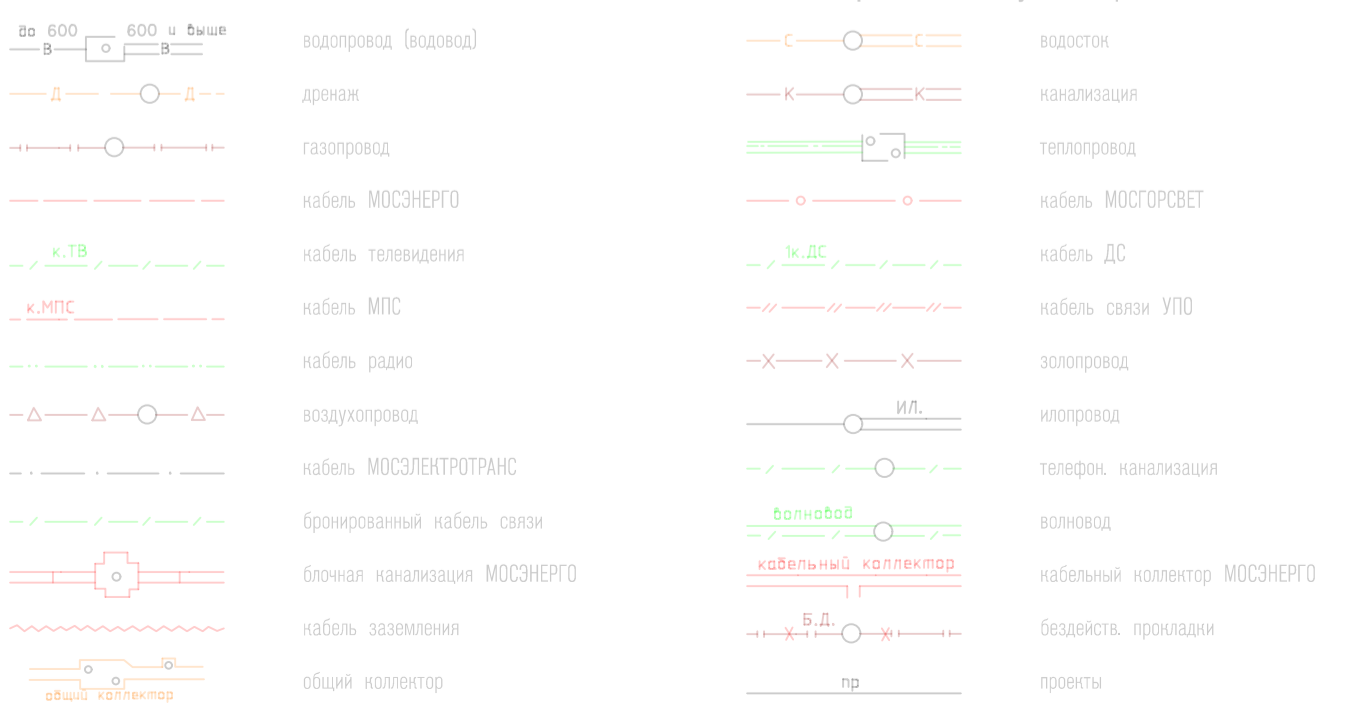 до 600 600 и выше
В В водопровод (водовод)
С С водосток
Д Д дренаж
К К канализация
газопровод
теплопровод
кабель МОСЭНЕРГО
кабель МОСГОРСВЕТ
к.ТВ кабель телевидения
1к.ДС кабель ДС
к.МПС кабель МПС
кабель связи УПО
кабель радио
золопровод
воздухопровод
ИЛ. илопровод
кабель МОСЭЛЕКТРОТРАНС
телефон. канализация
бронированный кабель связи
волновод волновод
блочная канализация МОСЭНЕРГО
кабельный коллектор кабельный коллектор МОСЭНЕРГО
кабель заземления
Б.Д. бездейств. прокладки
общий коллектор общий коллектор
пр проекты